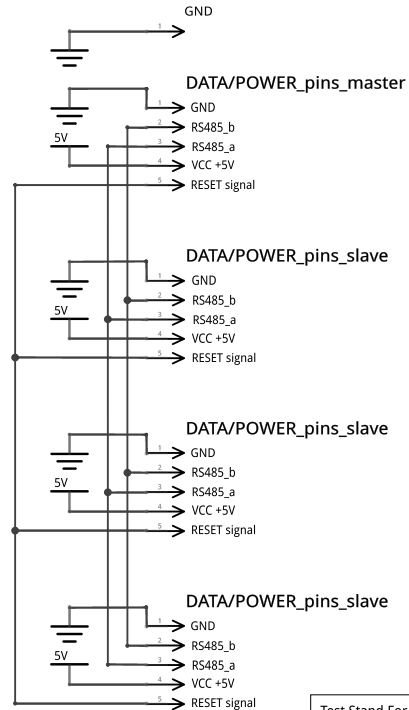 GND
1
DATA/POWER_pins_master
1 GND
2 RS485_b
5V
3 RS485_a
4 VCC +5V
5 RESET signal
DATA/POWER_pins_slave
1 GND
2 RS485_b
5V
3 RS485_a
4 VCC +5V
5 RESET signal
DATA/POWER_pins_slave
1 GND
2 RS485_b
5V
3 RS485_a
4 VCC +5V
5 RESET signal
DATA/POWER_pins_slave
1 GND
2 RS485_b
5V
3 RS485_a
4 VCC +5V
5 RESET signal
Test Stand For